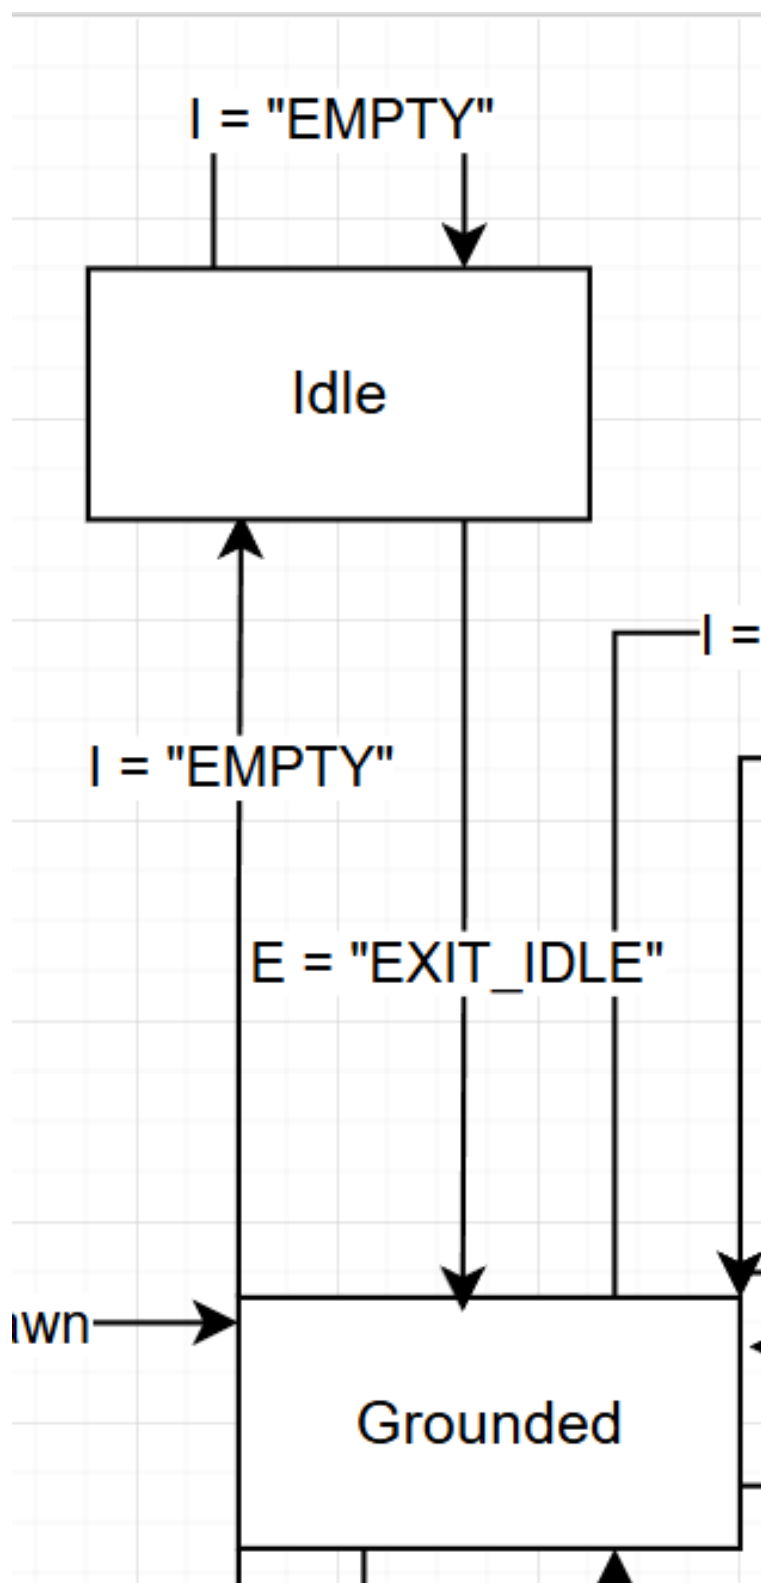 I = "EMPTY"
Idle
I =
I = "EMPTY"
E = "EXIT_IDLE"
Grounded